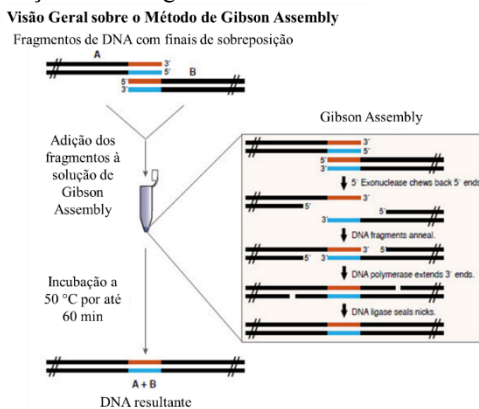 Visão Geral sobre o Método de Gibson Assembly
Fragmentos de DNA com finais de sobreposição
A
3′
5′
5′
3′
B
Adição dos
fragmentos à
solução de
Gibson
Assembly
Incubação a
50 °C por até
60 min
A + B
DNA resultante
Gibson Assembly
3′
5′
5′
3′
5′ Exonuclease chews back 5′ ends.
3′
5′
3′
DNA fragments anneal.
3′ 5′
5′ 3′
DNA polymerase extends 3′ ends.
DNA ligase seals nicks.